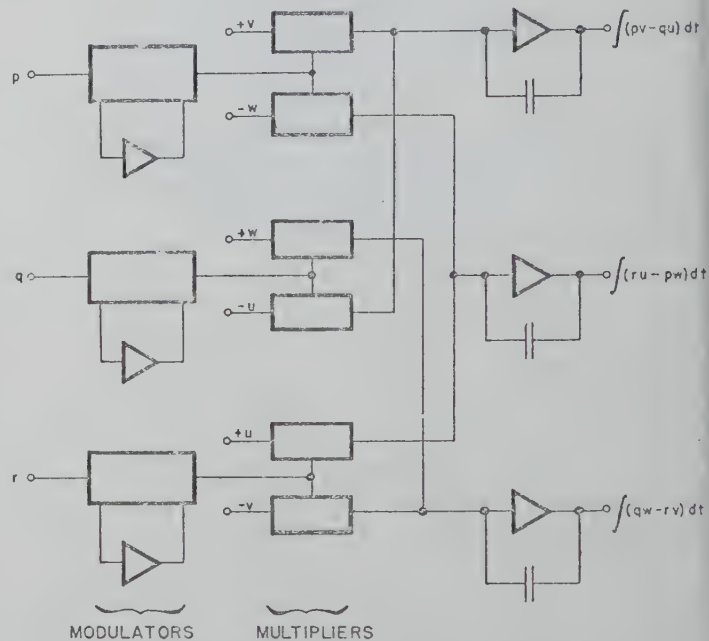 +v
∫(pv-qu)dt
p
-w
+w
q
∫(ru-pw)dt
-u
+u
r
-v
∫(qw-rv)dt
MODULATORS MULTIPLIERS